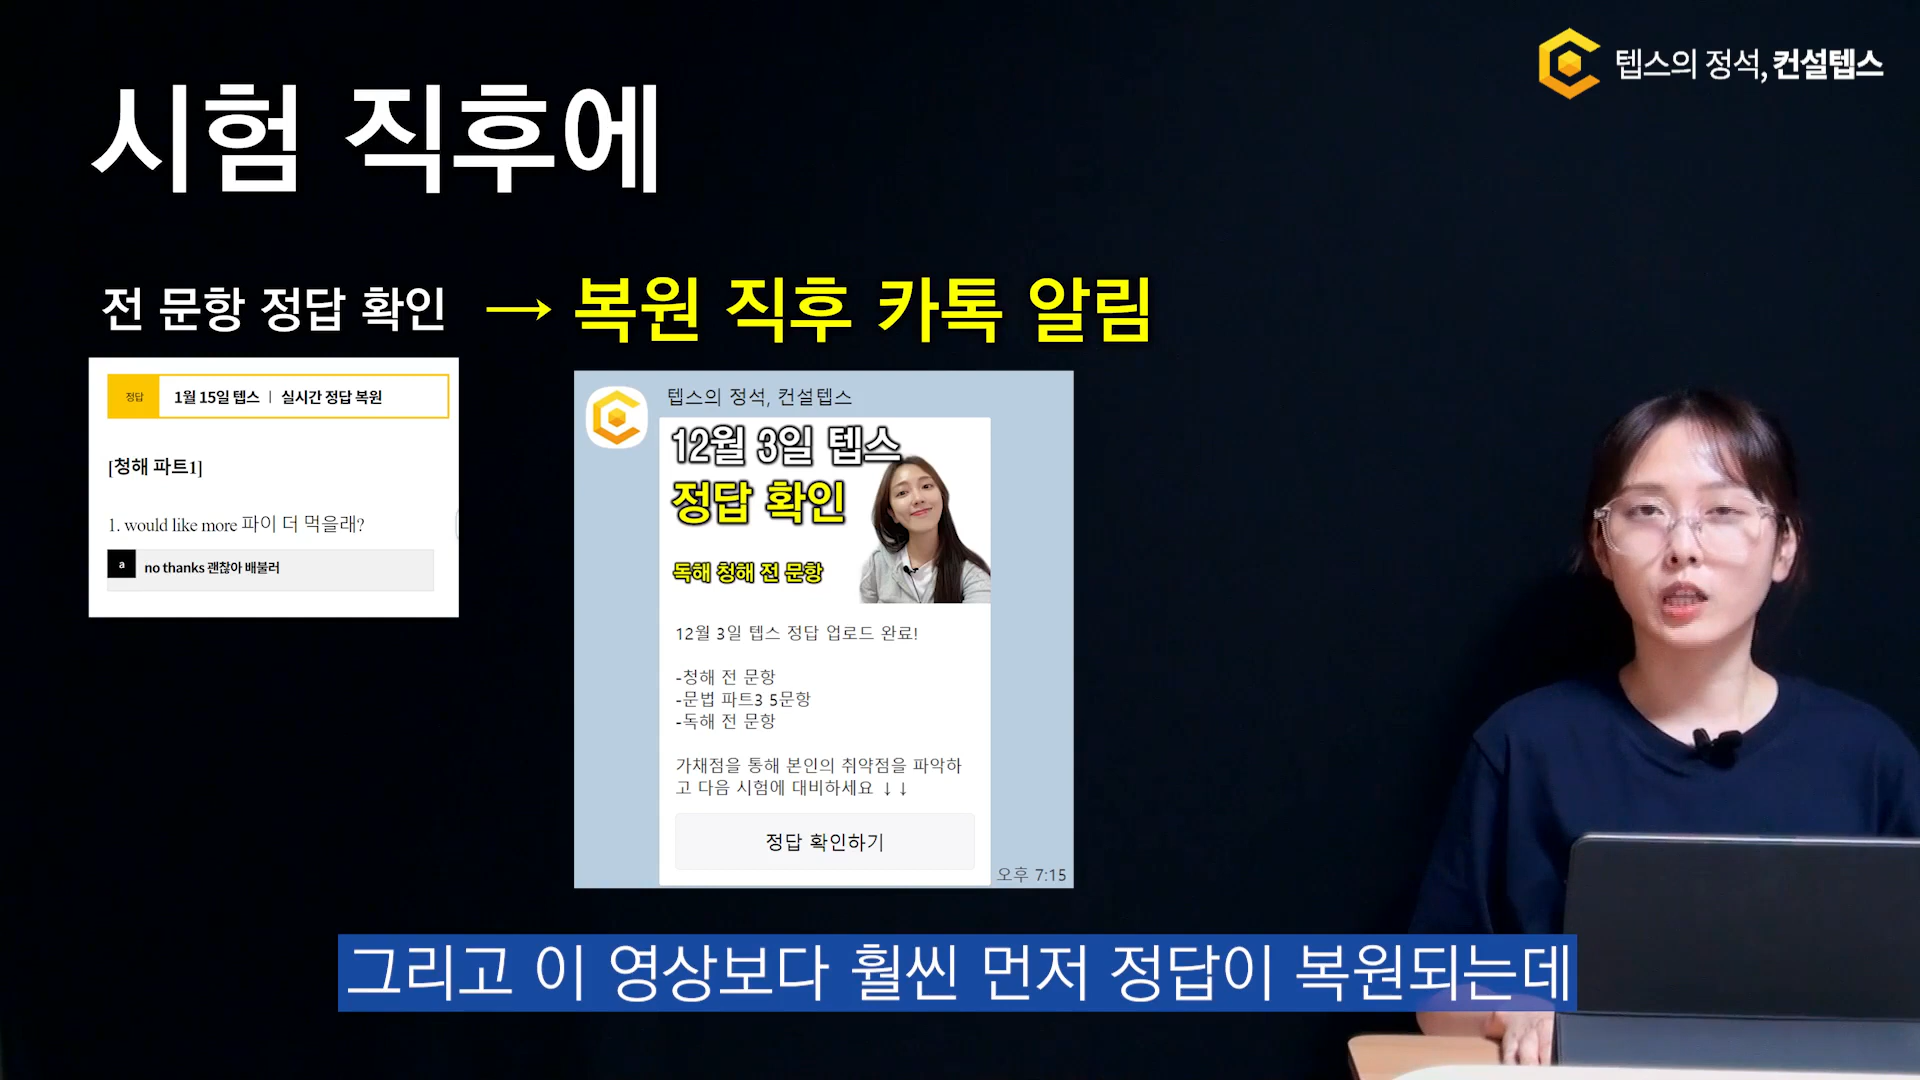 텝스의 정석, 컨설텝스
시험 직후에
전 문항 정답 확인 → 복원 직후 카톡 알림
정답 1월 15일 텝스 | 실시간 정답 복원
[청해 파트1]
1. would like more 파이 더 먹을래?
a no thanks 괜찮아 배불러
텝스의 정석, 컨설텝스
12월 3일 텝스
정답 확인
독해 청해 전 문항
12월 3일 텝스 정답 업로드 완료!
-청해 전 문항
-문법 파트3 5문항
-독해 전 문항
가채점을 통해 본인의 취약점을 파악하
고 다음 시험에 대비하세요 ↓↓
정답 확인하기
오후 7:15
그리고 이 영상보다 훨씬 먼저 정답이 복원되는데